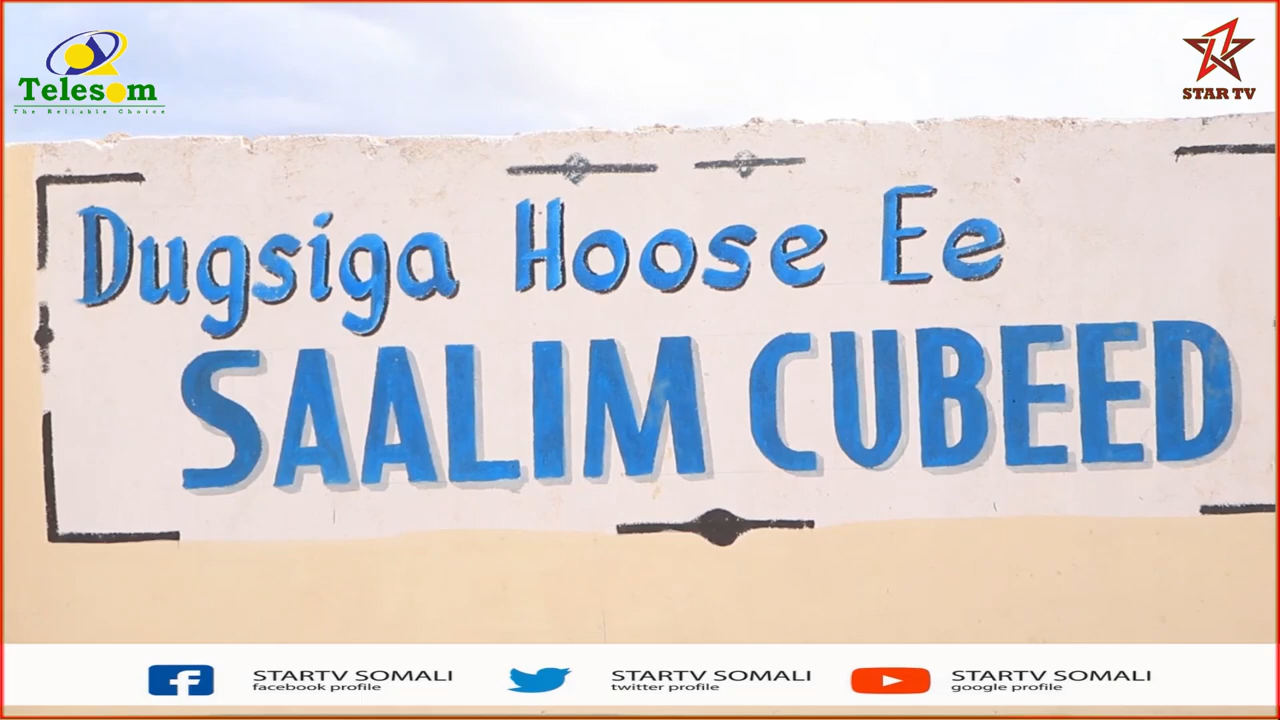 Telesom
The Reliable Choice
STAR TV
Dugsiga Hoose Ee
SAALIM CUBEED
STARTV SOMALI
facebook profile
STARTV SOMALI
twitter profile
STARTV SOMALI
google profile